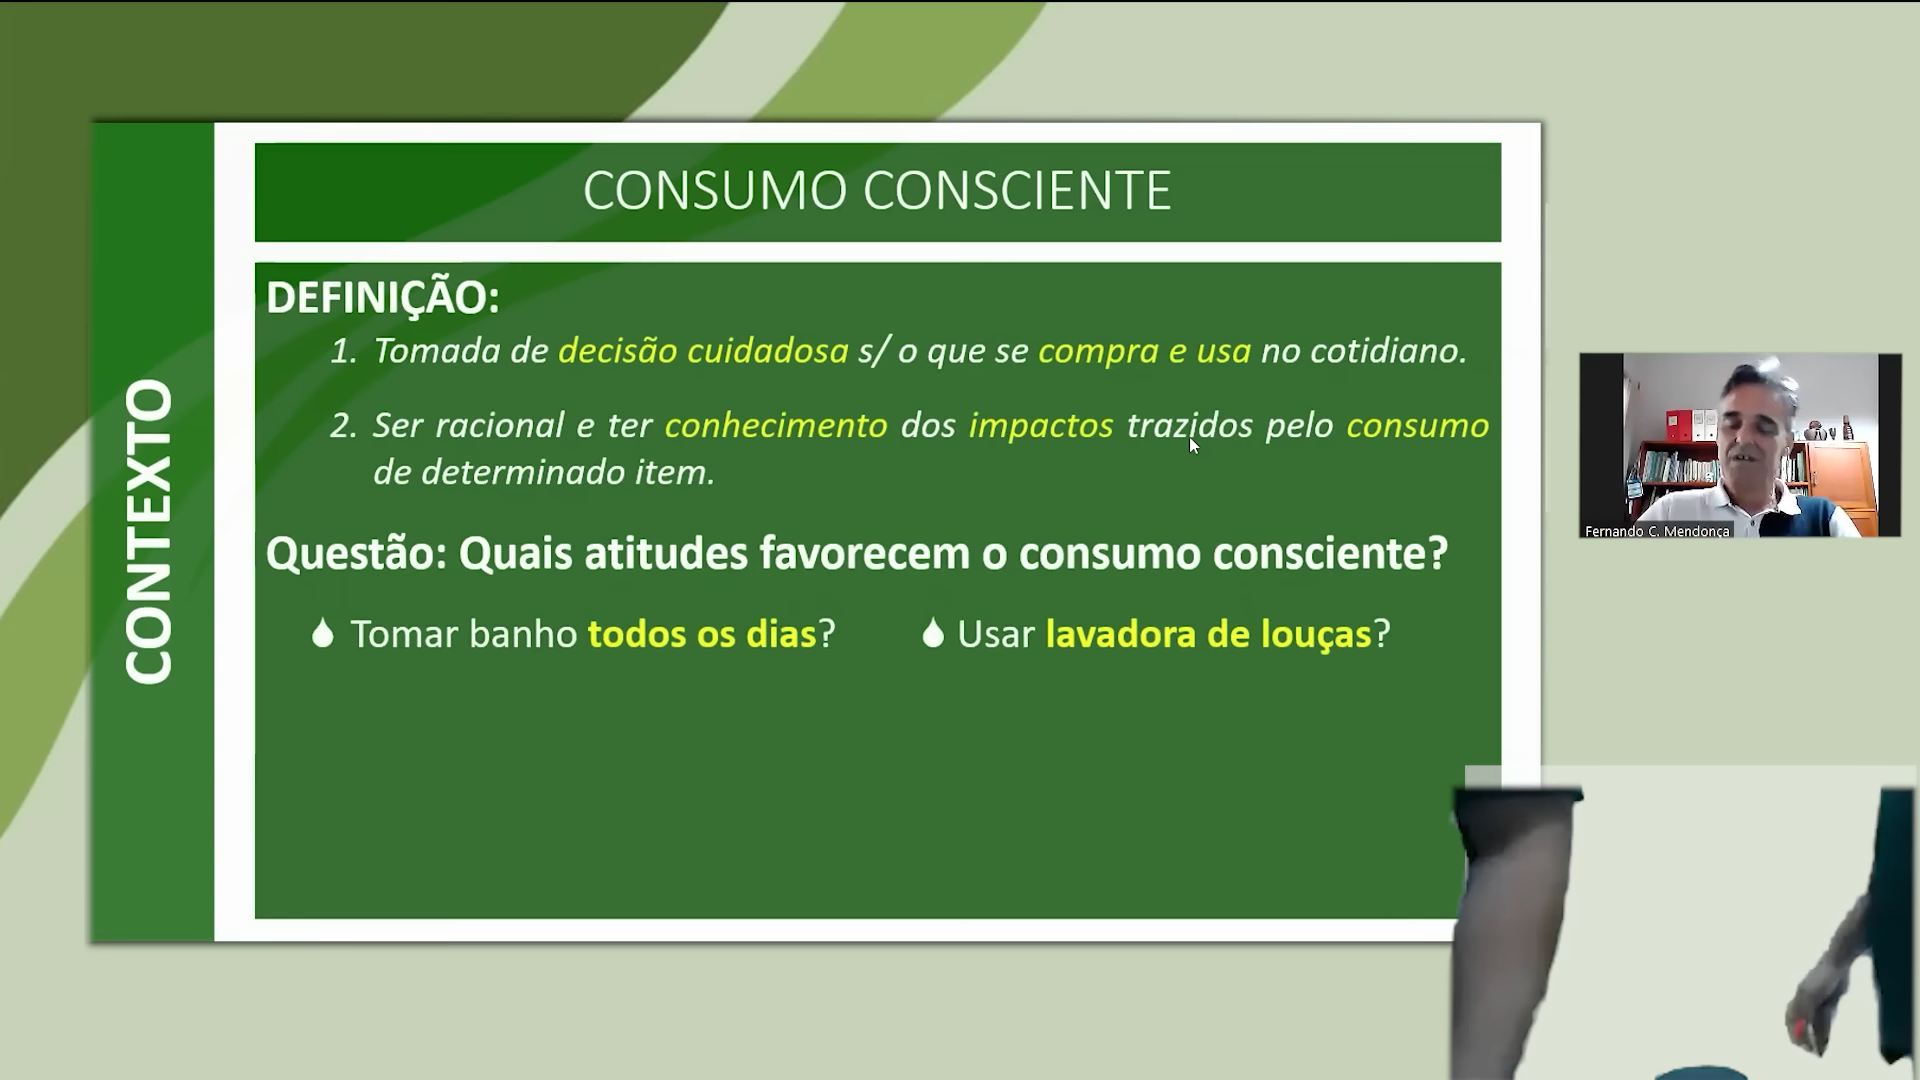 CONTEXTO
CONSUMO CONSCIENTE
DEFINIÇÃO:
1. Tomada de decisão cuidadosa s/ o que se compra e usa no cotidiano.
2. Ser racional e ter conhecimento dos impactos trazidos pelo consumo
de determinado item.
Questão: Quais atitudes favorecem o consumo consciente?
Tomar banho todos os dias?
Usar lavadora de louças?
Fernando C. Mendonça